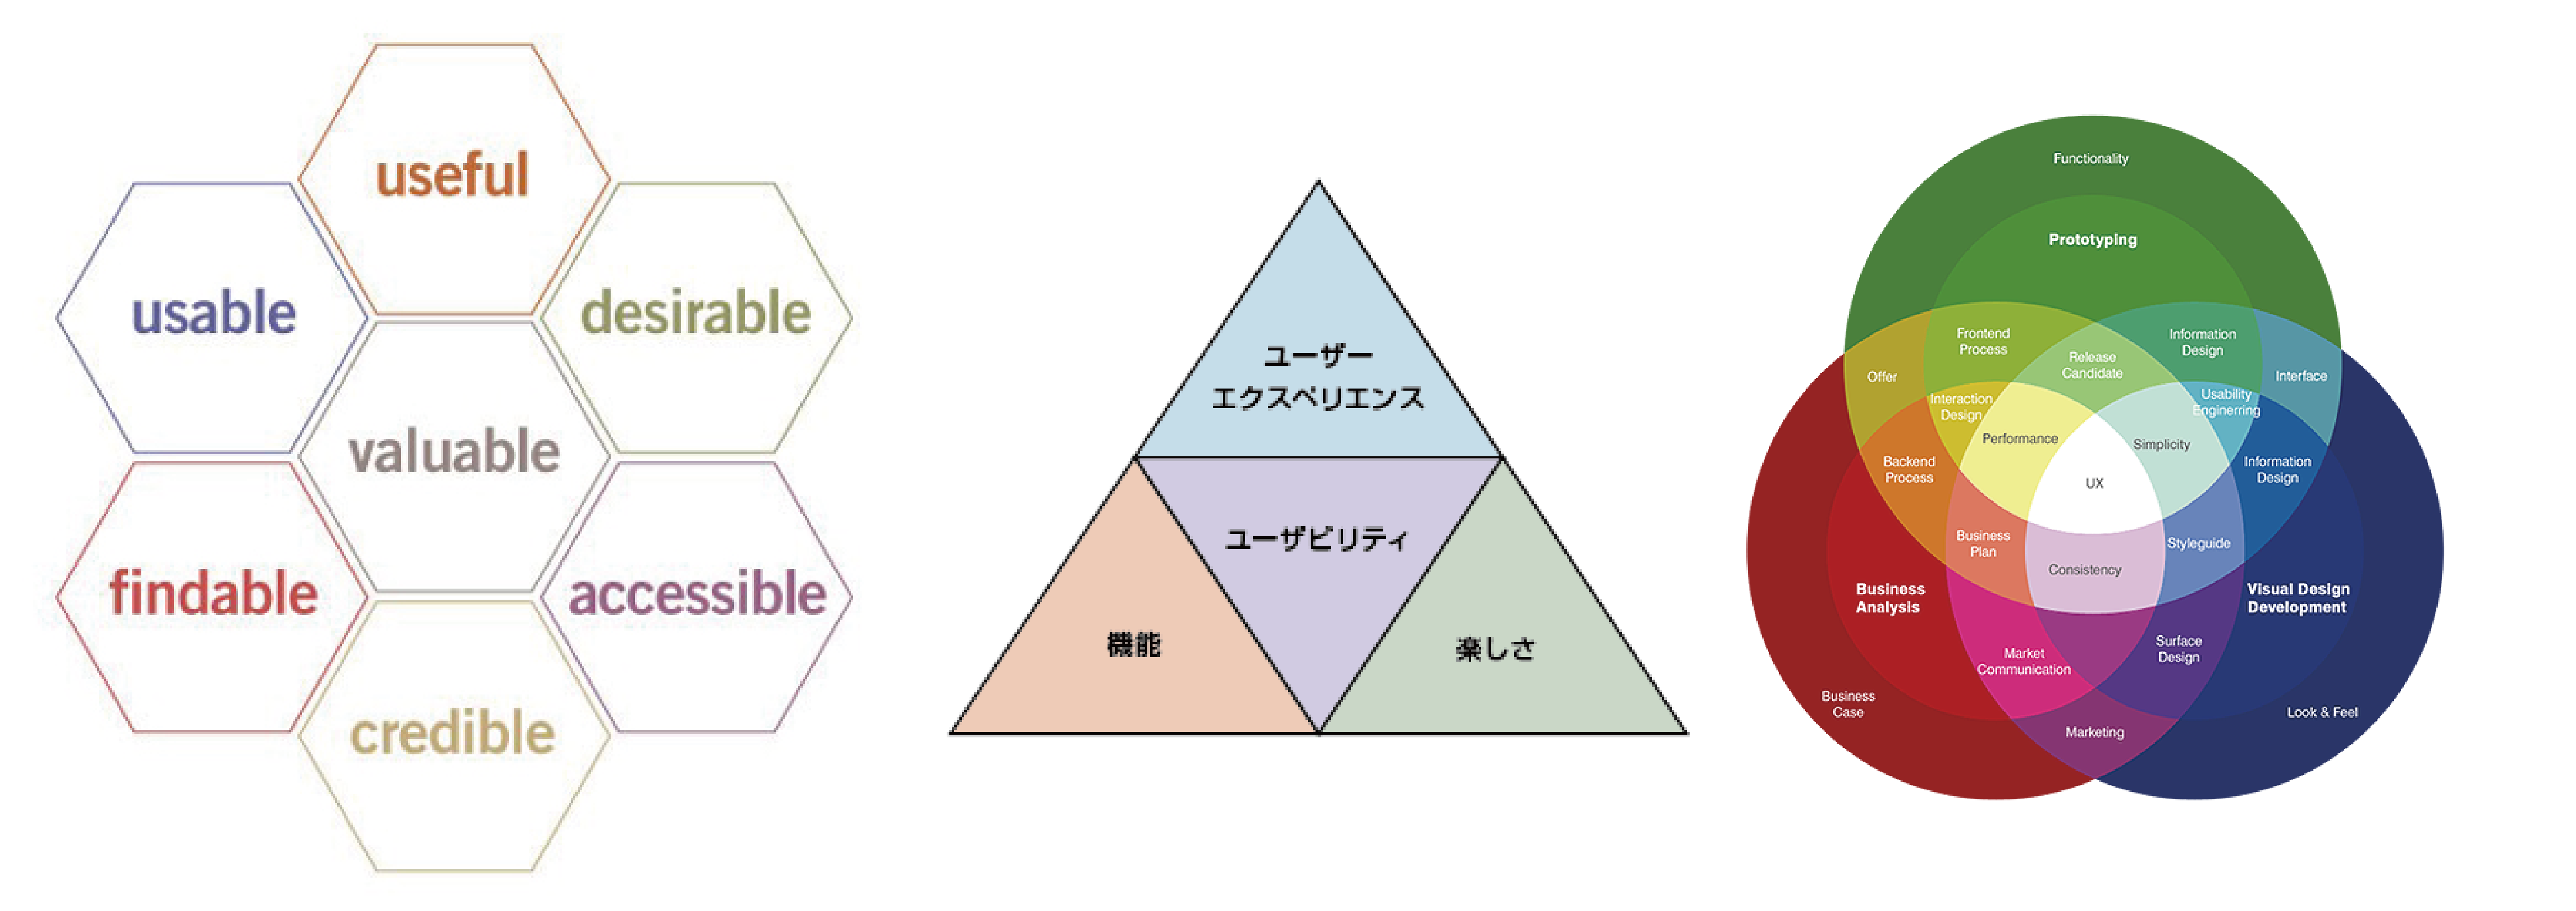 useful
usable
desirable
valuable
findable
accessible
credible
ユーザー
エクスペリエンス
ユーザビリティ
機能
楽しさ
Functionality
Prototyping
Frontend
Process
Information
Design
Release
Candidate
Offer
Interface
Interaction
Design
Usability
Enginerring
Performance
Simplicity
Backend
Process
Information
Design
UX
Business
Plan
Styleguide
Consistency
Business
Analysis
Visual Design
Development
Market
Communication
Surface
Design
Business
Case
Look & Feel
Marketing